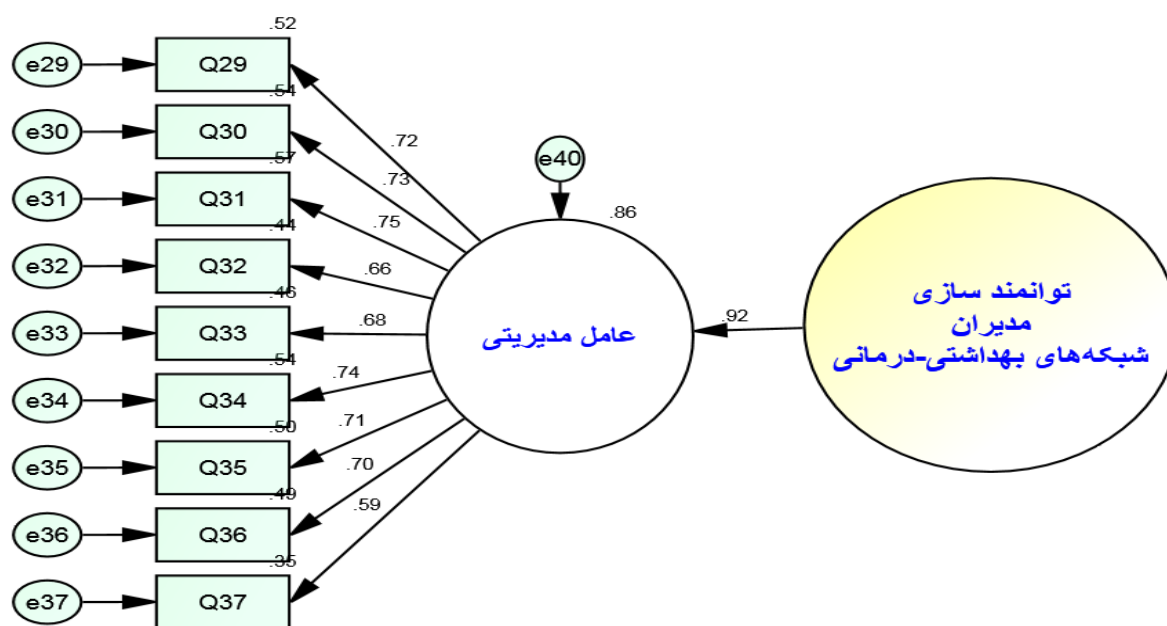 .52
e29 Q29
.54
e30 Q30
.57
e31 Q31
.44
e32 Q32
.46
e33 Q33
.54
e34 Q34
.50
e35 Q35
.49
e36 Q36
.35
e37 Q37
.72
.73
.75
.66
.68
.74
.71
.70
.59
e40
.86
عامل مدیریتی
.92
توانمند سازی
مدیران
شبکه‌های بهداشتی-درمانی